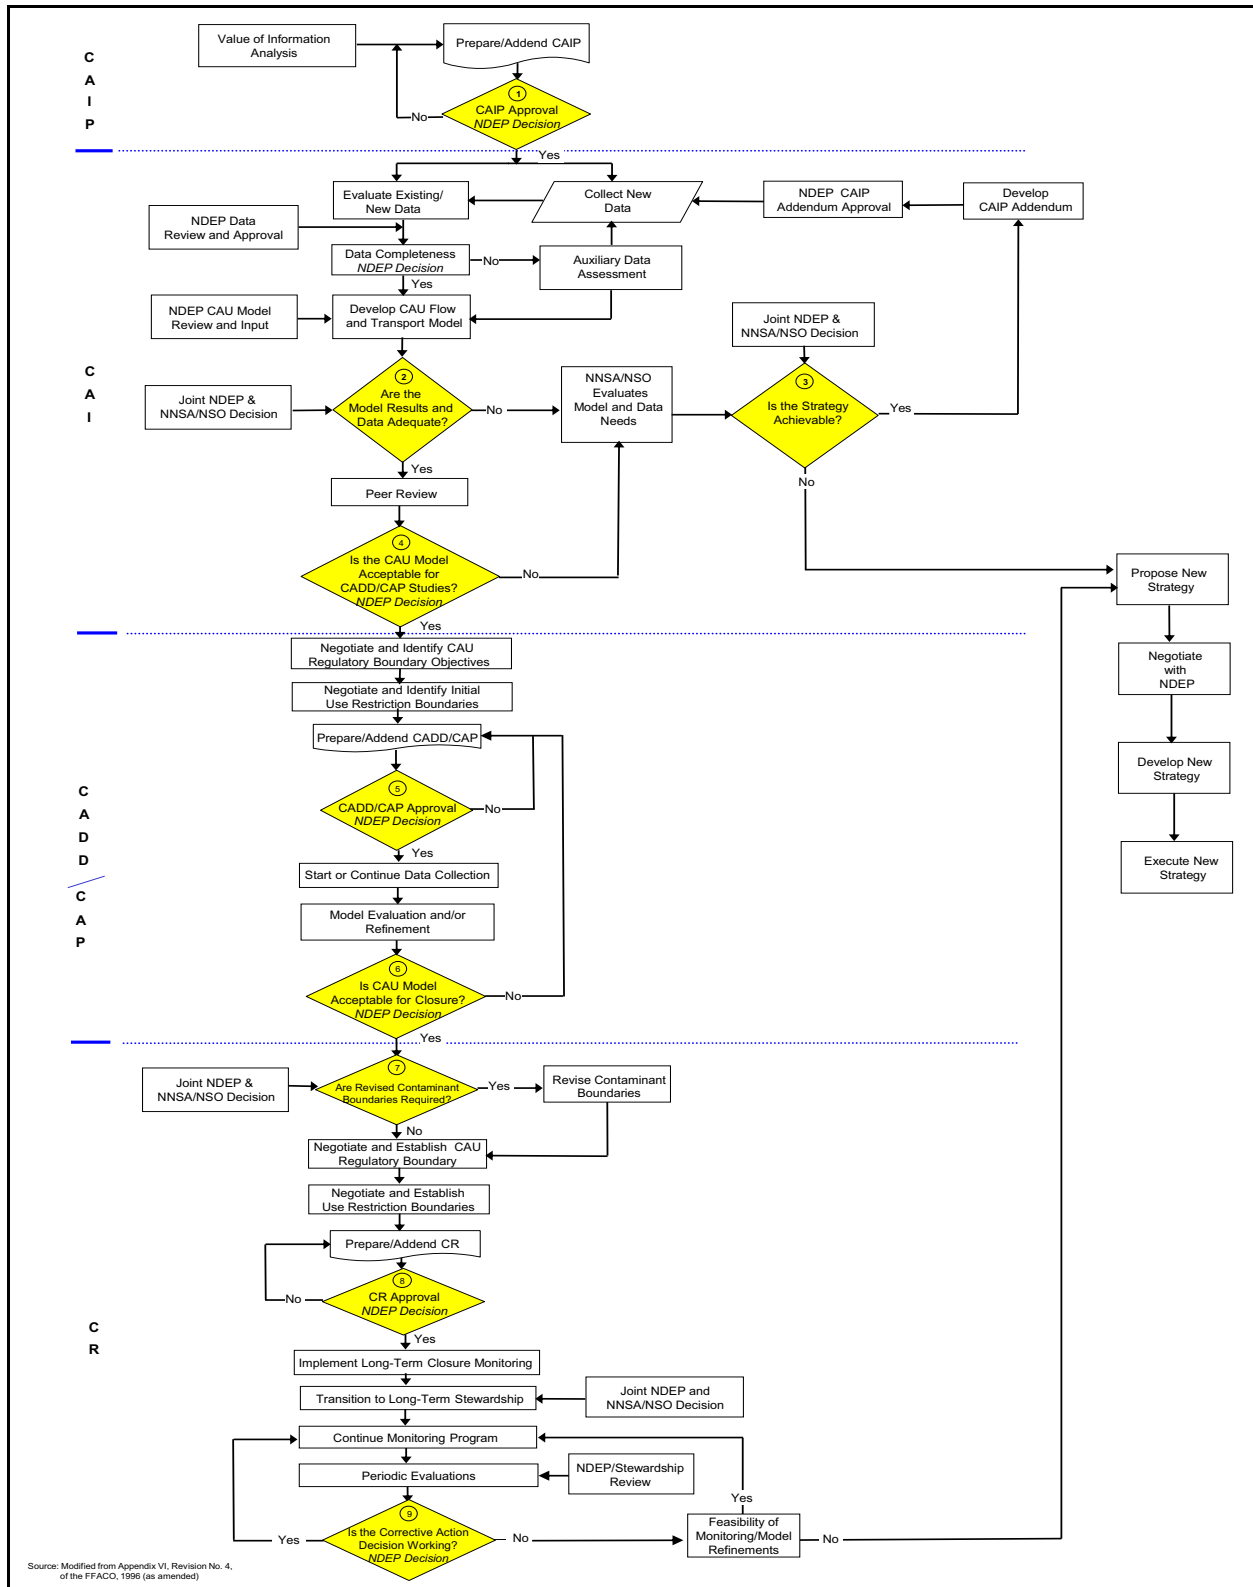 C
A
I
P
Value of Information
Analysis
Prepare/Addend CAIP
1
CAIP Approval
NDEP Decision
No
Yes
C
A
I
Evaluate Existing/
New Data
Collect New
Data
NDEP CAIP
Addendum Approval
Develop
CAIP Addendum
NDEP Data
Review and Approval
Data Completeness
NDEP Decision
No
Auxiliary Data
Assessment
Yes
NDEP CAU Model
Review and Input
Develop CAU Flow
and Transport Model
Joint NDEP &
NNSA/NSO Decision
Joint NDEP &
NNSA/NSO Decision
2
Are the
Model Results and
Data Adequate?
No
NNSA/NSO
Evaluates
Model and Data
Needs
3
Is the Strategy
Achievable?
Yes
No
Yes
Peer Review
4
Is the CAU Model
Acceptable for
CADD/CAP Studies?
NDEP Decision
No
Yes
Propose New
Strategy
Negotiate
with
NDEP
Develop New
Strategy
Execute New
Strategy
C
A
D
D
/
C
A
P
Negotiate and Identify CAU
Regulatory Boundary Objectives
Negotiate and Identify Initial
Use Restriction Boundaries
Prepare/Addend CADD/CAP
5
CADD/CAP Approval
NDEP Decision
No
Yes
Start or Continue Data Collection
Model Evaluation and/or
Refinement
6
Is CAU Model
Acceptable for Closure?
NDEP Decision
No
Yes
C
R
Joint NDEP &
NNSA/NSO Decision
7
Are Revised Contaminant
Boundaries Required?
Yes
Revise Contaminant
Boundaries
No
Negotiate and Establish CAU
Regulatory Boundary
Negotiate and Establish
Use Restriction Boundaries
Prepare/Addend CR
8
CR Approval
NDEP Decision
No
Yes
Implement Long-Term Closure Monitoring
Transition to Long-Term Stewardship
Joint NDEP and
NNSA/NSO Decision
Continue Monitoring Program
Periodic Evaluations
NDEP/Stewardship
Review
9
Is the Corrective Action
Decision Working?
NDEP Decision
Yes
No
Feasibility of
Monitoring/Model
Refinements
Yes
No
Source: Modified from Appendix VI, Revision No. 4,
of the FFACO, 1996 (as amended)